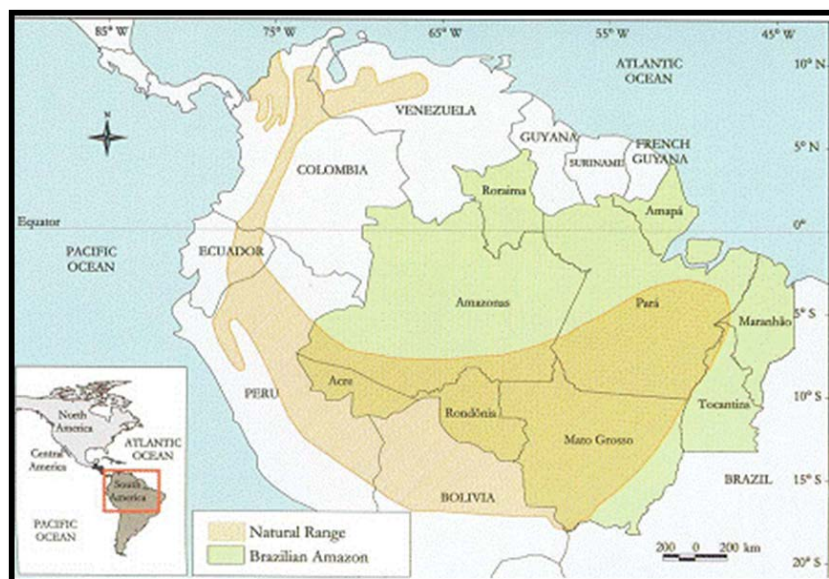 85° W
75° W
65° W
55° W
45° W
ATLANTIC
OCEAN
10° N
VENEZUELA
GUYANA
N
SURINAME
FRENCH
GUYANA
5° N
COLOMBIA
Roraima
Amapá
Equator
0°
PACIFIC
OCEAN
ECUADOR
Amazonas
Pará
5° S
Maranhão
PERU
Acre
Rondônia
10° S
Tocantins
Mato Grosso
BRAZIL
15° S
BOLIVIA
North
America
ATLANTIC
OCEAN
Central
America
South
America
PACIFIC
OCEAN
Natural Range
Brazilian Amazon
200 0 200 km
20° S